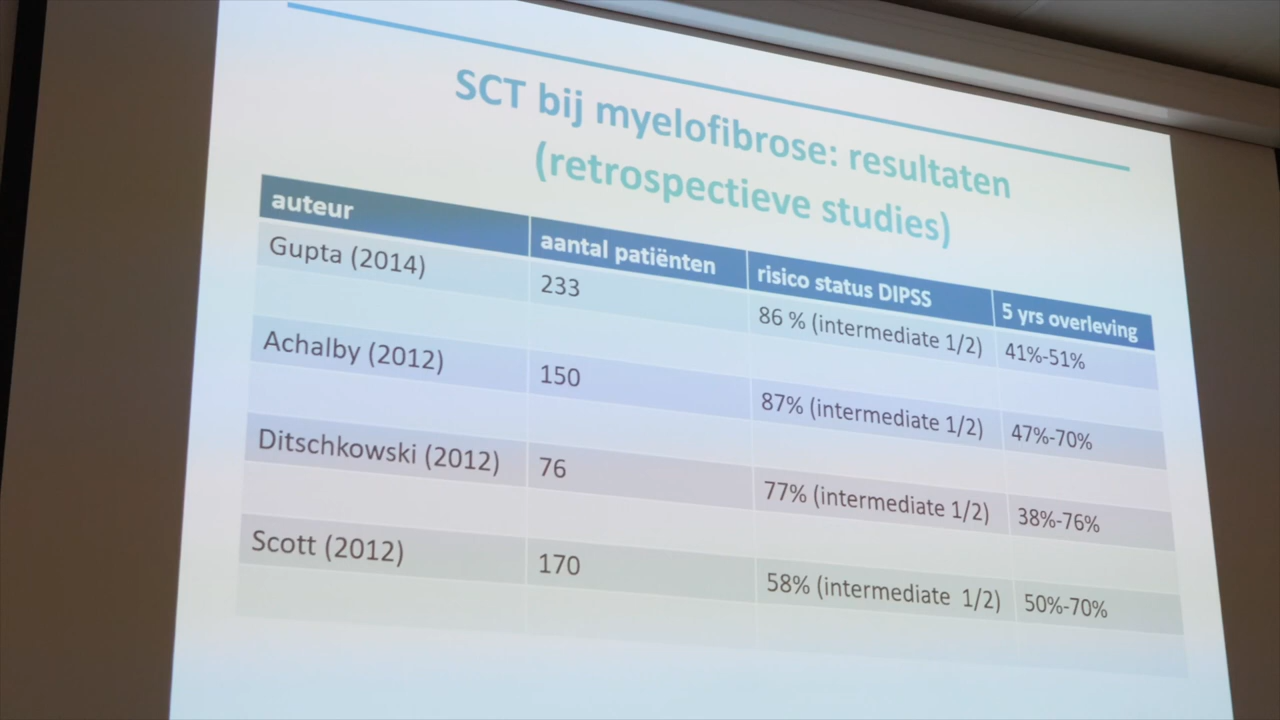 SCT bij myelofibrose: resultaten
(retrospectieve studies)
auteur aantal patiënten risico status DIPSS 5 yrs overleving
Gupta (2014) 233 86 % (intermediate 1/2) 41%-51%
Achalby (2012) 150 87% (intermediate 1/2) 47%-70%
Ditschkowski (2012) 76 77% (intermediate 1/2) 38%-76%
Scott (2012) 170 58% (intermediate 1/2) 50%-70%